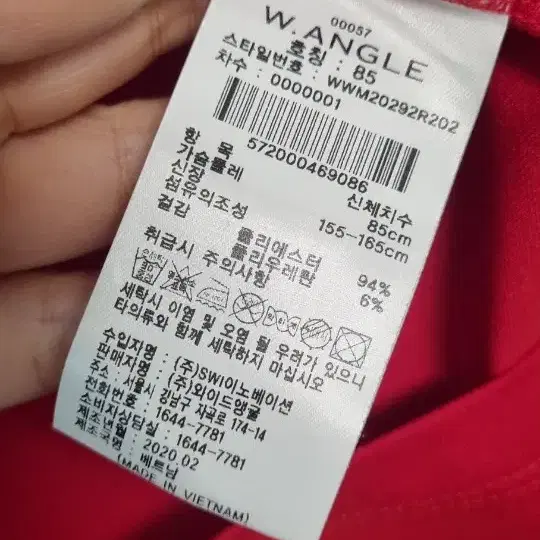 00057
W.ANGLE
호칭 : 85
스타일번호 : WWM20292R202
차수 : 0000001
572000469086
항 목 신체치수
가슴둘레 85cm
신장 155-165cm
섬유의조성
겉감 폴리에스터 94%
폴리우레탄 6%
취급시 주의사항
세탁시 이염 및 오염 될 우려가 있으니
타의류와 함께 세탁하지 마십시오
수입자명 : (주)SWI이노베이션
판매자명 : (주)와이드앵글
주소 : 서울시 강남구 자곡로 174-14
전화번호 : 1644-7781
소비자상담실 : 1644-7781
제조년월 : 2020 02
제조국명 : 베트남
(MADE IN VIETNAM)